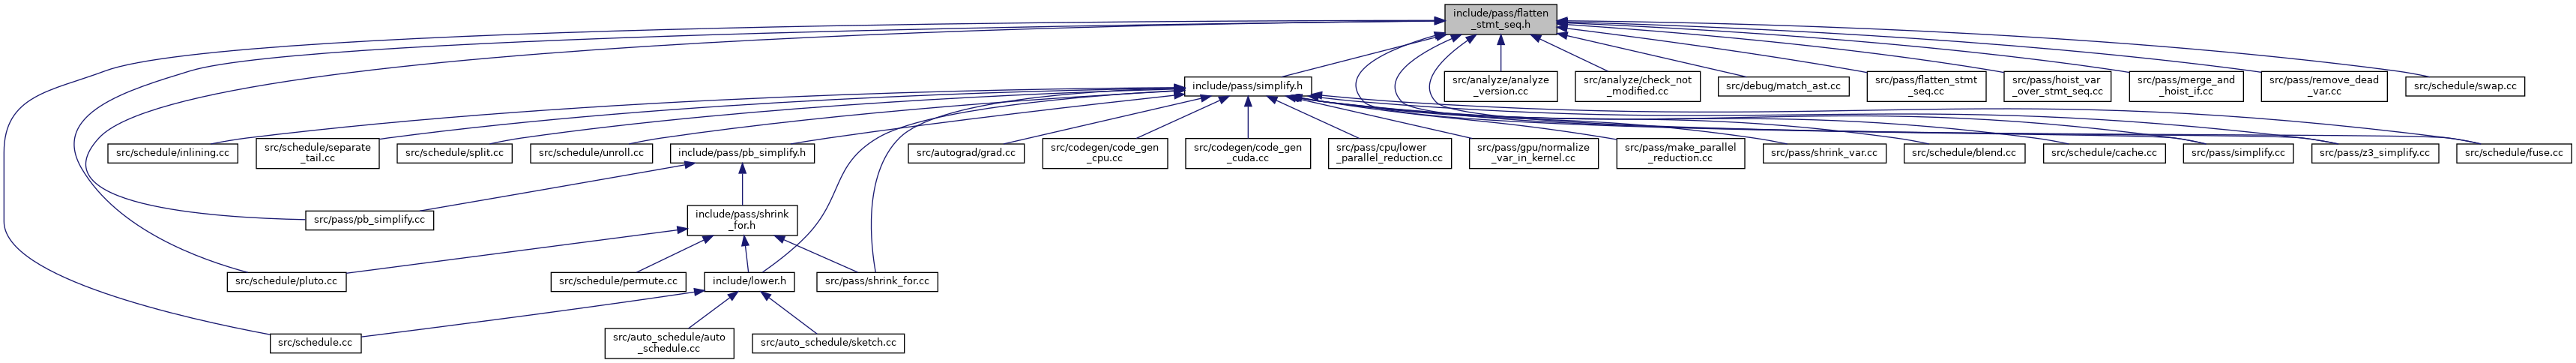 include/pass/flatten
_stmt_seq.h
include/pass/simplify.h
src/analyze/analyze
_version.cc
src/analyze/check_not
_modified.cc
src/debug/match_ast.cc
src/pass/flatten_stmt
_seq.cc
src/pass/hoist_var
_over_stmt_seq.cc
src/pass/merge_and
_hoist_if.cc
src/pass/remove_dead
_var.cc
src/schedule/swap.cc
src/schedule/inlining.cc
src/schedule/separate
_tail.cc
src/schedule/split.cc
src/schedule/unroll.cc
include/pass/pb_simplify.h
src/autograd/grad.cc
src/codegen/code_gen
_cpu.cc
src/codegen/code_gen
_cuda.cc
src/pass/cpu/lower
_parallel_reduction.cc
src/pass/gpu/normalize
_var_in_kernel.cc
src/pass/make_parallel
_reduction.cc
src/pass/shrink_var.cc
src/schedule/blend.cc
src/schedule/cache.cc
src/pass/simplify.cc
src/pass/z3_simplify.cc
src/schedule/fuse.cc
src/pass/pb_simplify.cc
include/pass/shrink
_for.h
src/schedule/pluto.cc
src/schedule/permute.cc
include/lower.h
src/pass/shrink_for.cc
src/schedule.cc
src/auto_schedule/auto
_schedule.cc
src/auto_schedule/sketch.cc